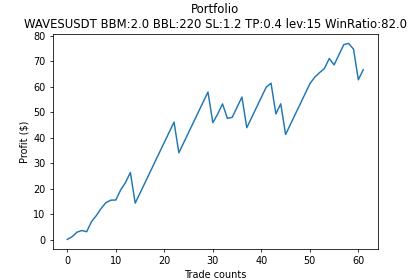 Portfolio
WAVESUSDT BBM:2.0 BBL:220 SL:1.2 TP:0.4 lev:15 WinRatio:82.0
80
70
60
50
40
30
20
10
0
Profit ($)
0 10 20 30 40 50 60
Trade counts